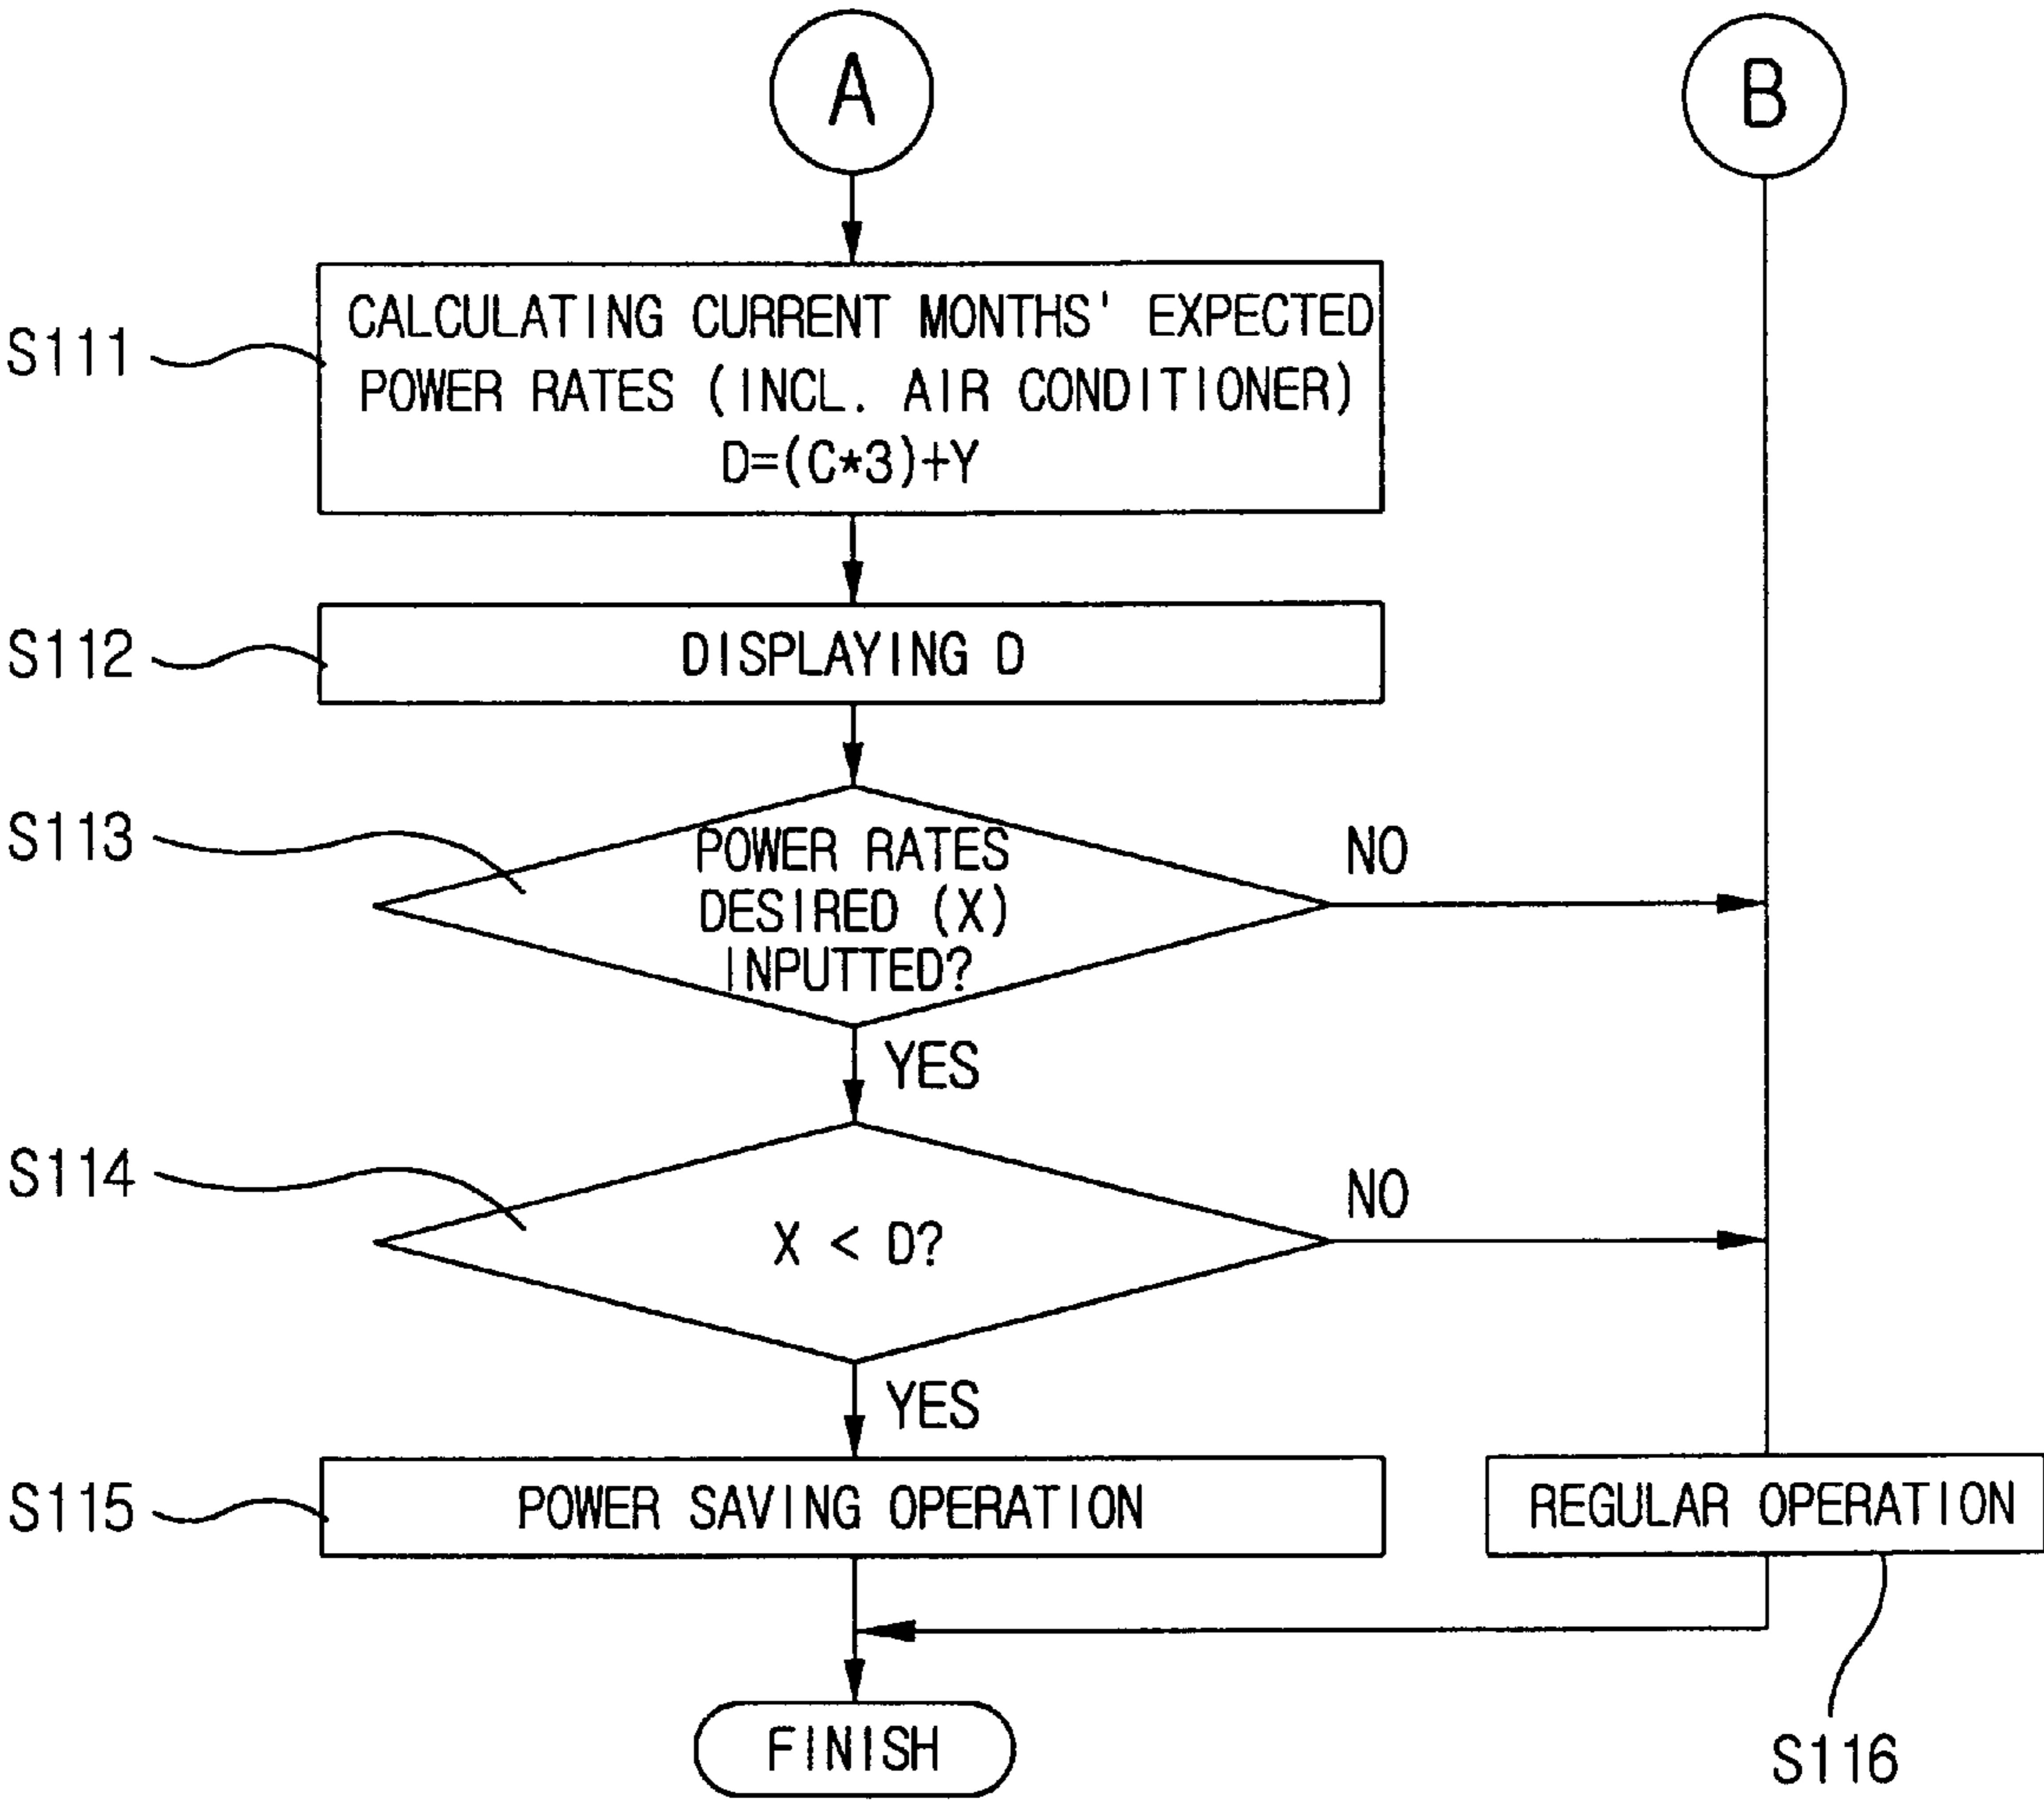 A
B
S111
CALCULATING CURRENT MONTHS' EXPECTED
POWER RATES (INCL. AIR CONDITIONER)
D=(C*3)+Y
S112
DISPLAYING D
S113
POWER RATES
DESIRED (X)
INPUTTED?
NO
YES
S114
X < D?
NO
YES
S115
POWER SAVING OPERATION
REGULAR OPERATION
FINISH
S116